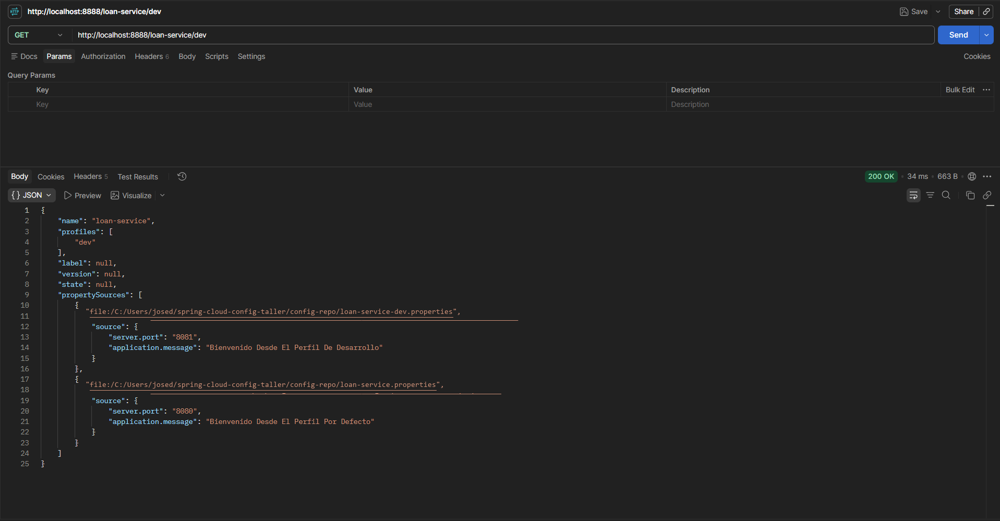 HTTP http://localhost:8888/loan-service/dev Save Share
GET http://localhost:8888/loan-service/dev Send
Docs Params Authorization Headers 6 Body Scripts Settings Cookies
Query Params
Key Value Description Bulk Edit
Key Value Description
Body Cookies Headers 5 Test Results 200 OK 34 ms 663 B
{} JSON Preview Visualize
1 {
2 "name": "loan-service",
3 "profiles": [
4 "dev"
5 ],
6 "label": null,
7 "version": null,
8 "state": null,
9 "propertySources": [
10 {
11 "file:/C:/Users/josed/spring-cloud-config-taller/config-repo/loan-service-dev.properties",
12 "source": {
13 "server.port": "8081",
14 "application.message": "Bienvenido Desde El Perfil De Desarrollo"
15 }
16 },
17 {
18 "file:/C:/Users/josed/spring-cloud-config-taller/config-repo/loan-service.properties",
19 "source": {
20 "server.port": "8080",
21 "application.message": "Bienvenido Desde El Perfil Por Defecto"
22 }
23 }
24 ]
25 }